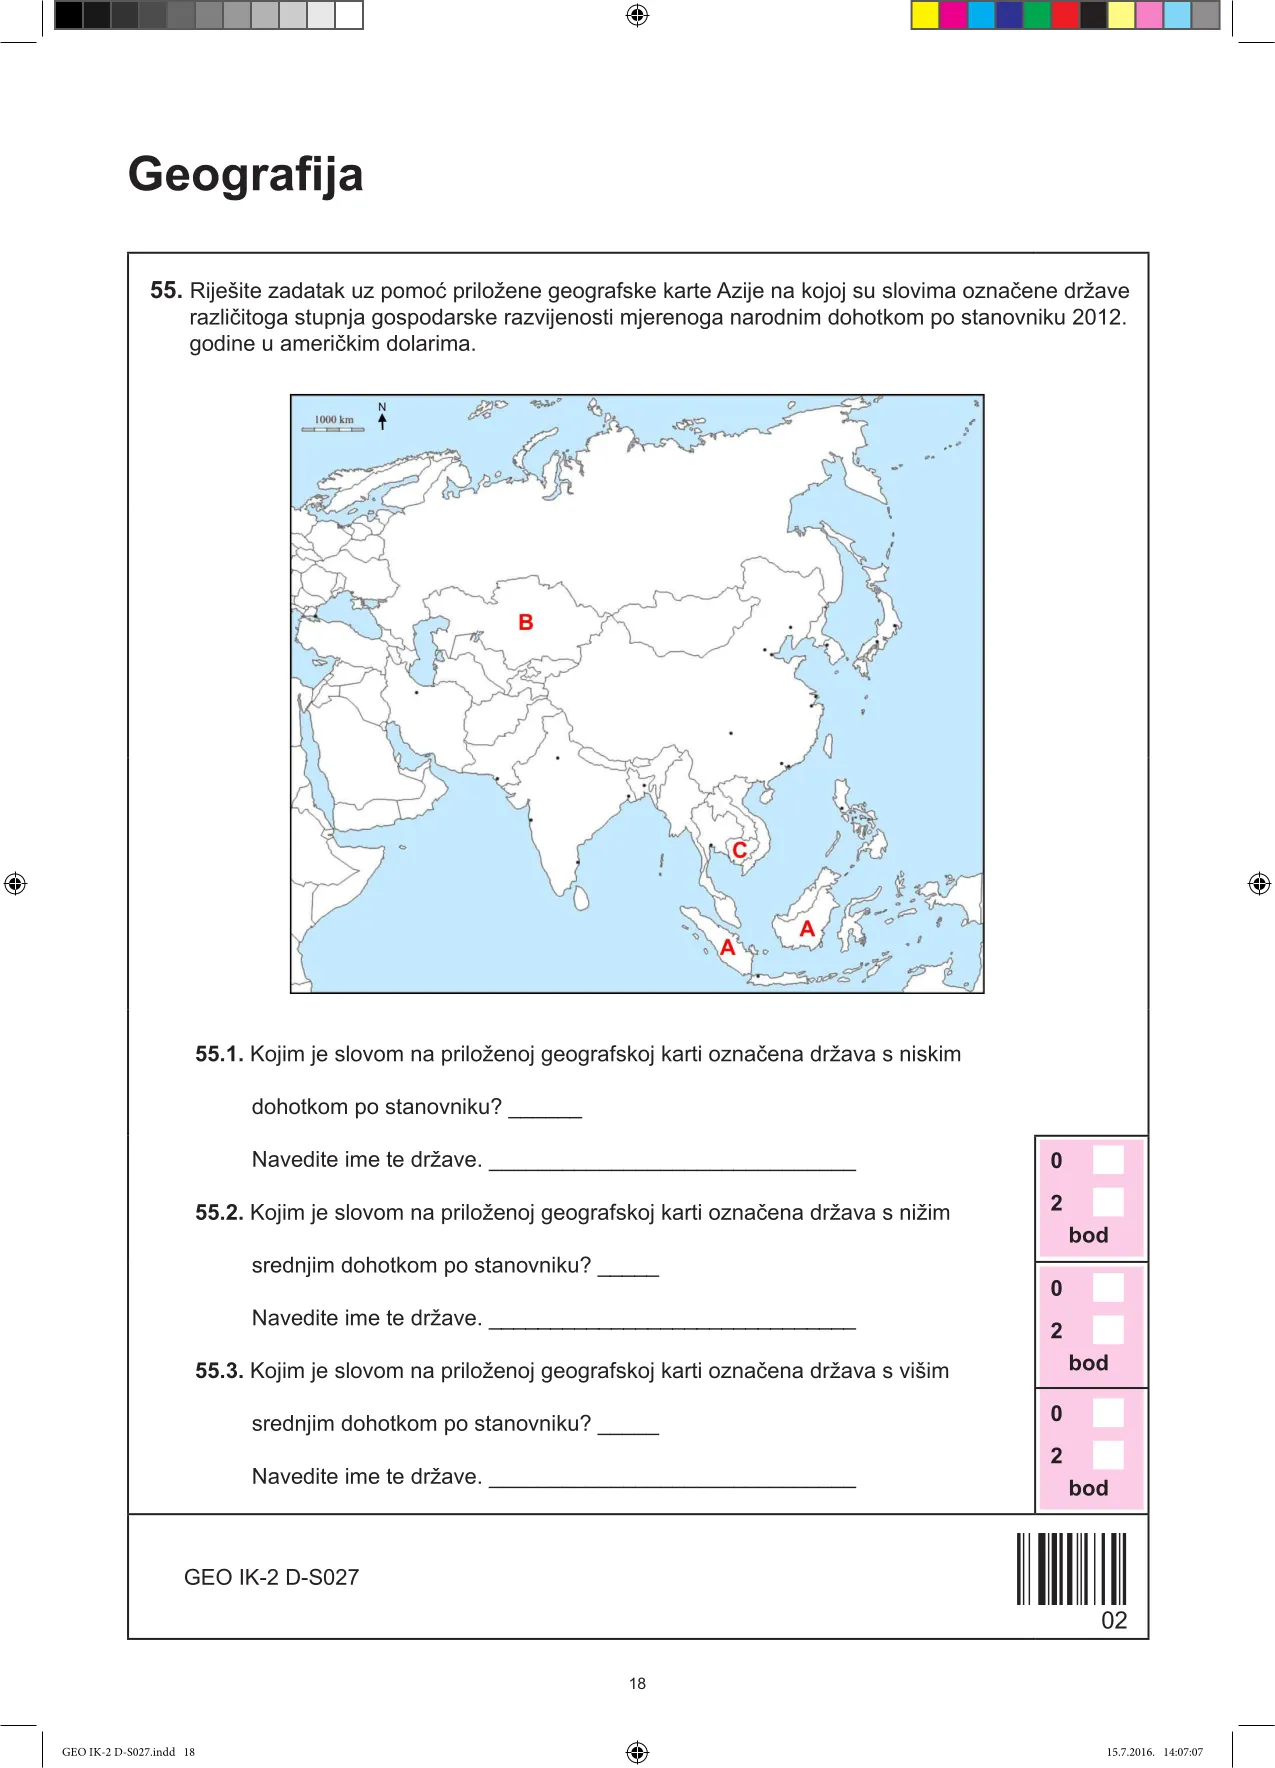 Geografija
55. Riješite zadatak uz pomoć priložene geografske karte Azije na kojoj su slovima označene države
različitoga stupnja gospodarske razvijenosti mjerenoga narodnim dohotkom po stanovniku 2012.
godine u američkim dolarima.
1000 km
N
B
C
A
A
55.1. Kojim je slovom na priloženoj geografskoj karti označena država s niskim
dohotkom po stanovniku? ______
Navedite ime te države. ______________________________
55.2. Kojim je slovom na priloženoj geografskoj karti označena država s nižim
srednjim dohotkom po stanovniku? _____
Navedite ime te države. ______________________________
55.3. Kojim je slovom na priloženoj geografskoj karti označena država s višim
srednjim dohotkom po stanovniku? _____
Navedite ime te države. ______________________________
0
2
bod
0
2
bod
0
2
bod
GEO IK-2 D-S027
02
18
GEO IK-2 D-S027.indd 18
15.7.2016. 14:07:07